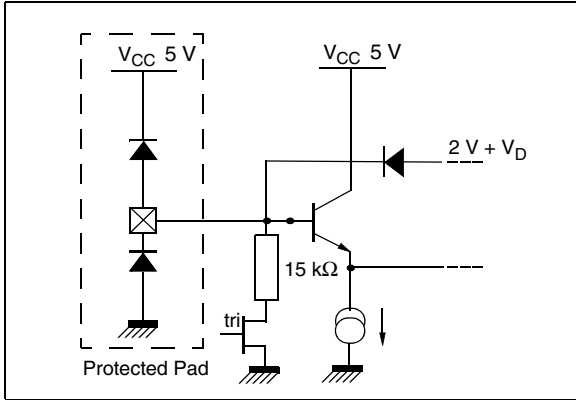 V_CC 5 V
V_CC 5 V
2 V + V_D
15 kΩ
tri
Protected Pad